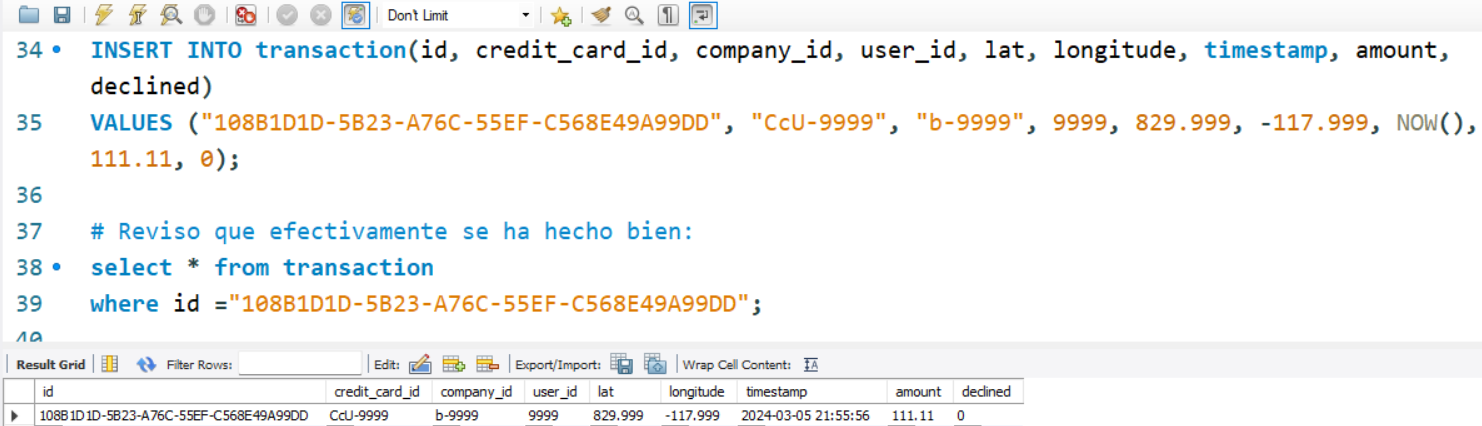 Don't Limit
34 INSERT INTO transaction(id, credit_card_id, company_id, user_id, lat, longitude, timestamp, amount,
declined)
35 VALUES ("108B1D1D-5B23-A76C-55EF-C568E49A99DD", "CcU-9999", "b-9999", 9999, 829.999, -117.999, NOW(),
111.11, 0);
36
37 # Reviso que efectivamente se ha hecho bien:
38 select * from transaction
39 where id ="108B1D1D-5B23-A76C-55EF-C568E49A99DD";
40
Result Grid Filter Rows: Edit: Export/Import: Wrap Cell Content: IA
id credit_card_id company_id user_id lat longitude timestamp amount declined
108B1D1D-5B23-A76C-55EF-C568E49A99DD CcU-9999 b-9999 9999 829.999 -117.999 2024-03-05 21:55:56 111.11 0